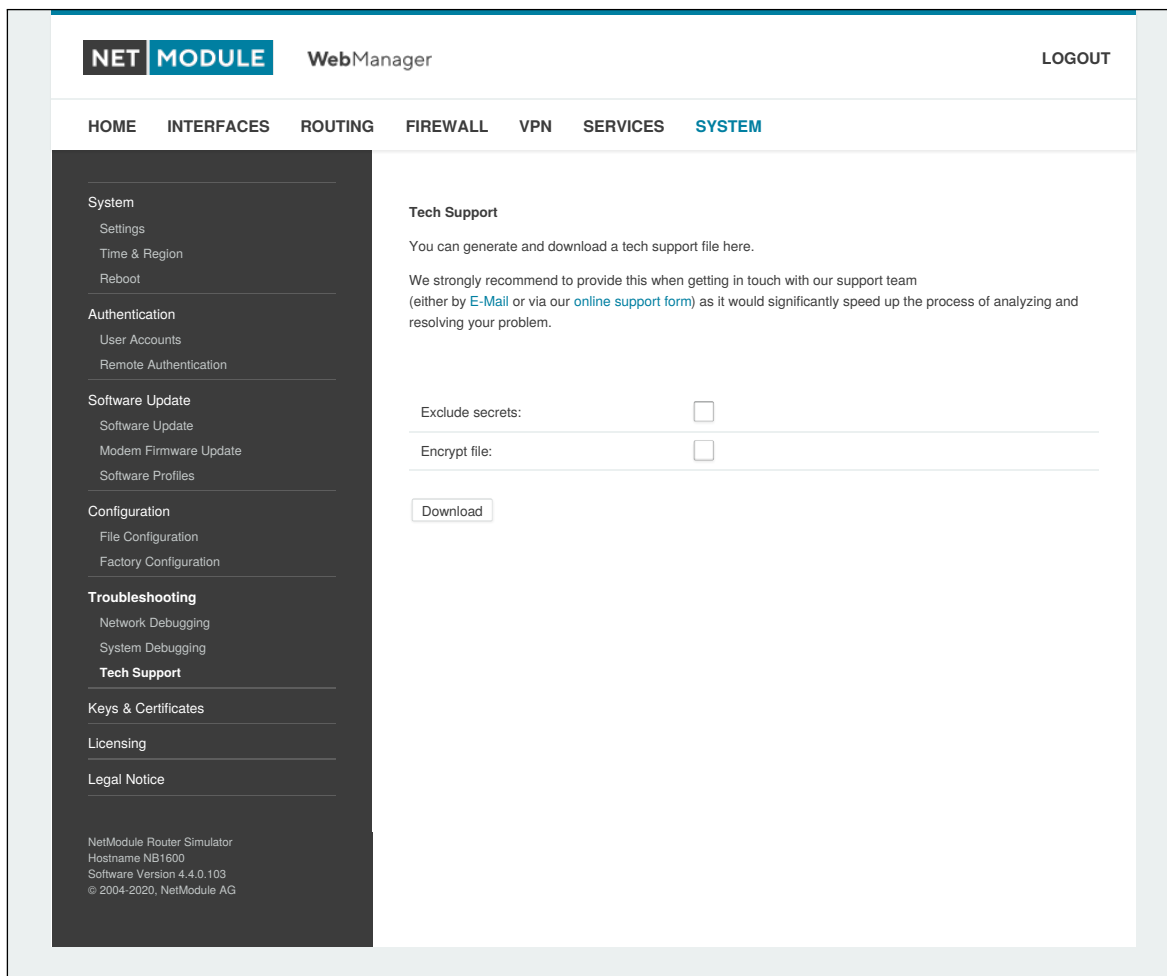 NET MODULE WebManager
LOGOUT
HOME INTERFACES ROUTING FIREWALL VPN SERVICES SYSTEM
System
Settings
Time & Region
Reboot
Authentication
User Accounts
Remote Authentication
Software Update
Software Update
Modem Firmware Update
Software Profiles
Configuration
File Configuration
Factory Configuration
Troubleshooting
Network Debugging
System Debugging
Tech Support
Keys & Certificates
Licensing
Legal Notice
NetModule Router Simulator
Hostname NB1600
Software Version 4.4.0.103
© 2004-2020, NetModule AG
Tech Support
You can generate and download a tech support file here.
We strongly recommend to provide this when getting in touch with our support team
(either by E-Mail or via our online support form) as it would significantly speed up the process of analyzing and
resolving your problem.
Exclude secrets:
Encrypt file:
Download